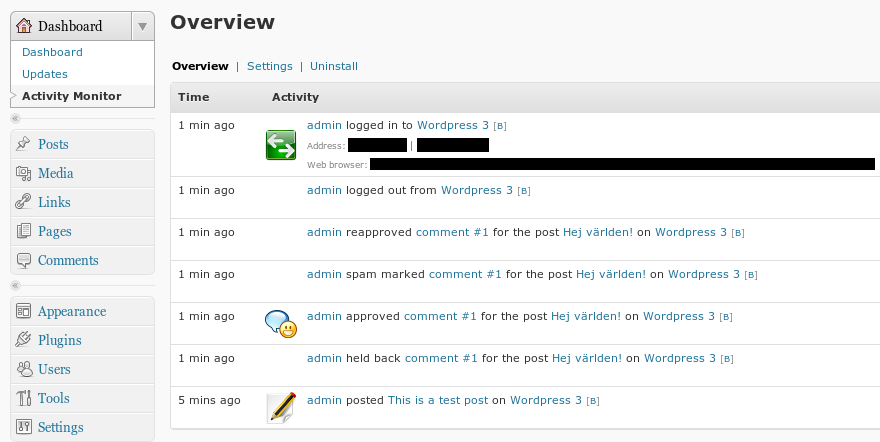 Dashboard
Dashboard
Updates
Activity Monitor
Posts
Media
Links
Pages
Comments
Appearance
Plugins
Users
Tools
Settings
Overview
Overview | Settings | Uninstall
Time Activity
1 min ago admin logged in to Wordpress 3 [B]
Address: |
Web browser:
1 min ago admin logged out from Wordpress 3 [B]
1 min ago admin reapproved comment #1 for the post Hej världen! on Wordpress 3 [B]
1 min ago admin spam marked comment #1 for the post Hej världen! on Wordpress 3 [B]
1 min ago admin approved comment #1 for the post Hej världen! on Wordpress 3 [B]
1 min ago admin held back comment #1 for the post Hej världen! on Wordpress 3 [B]
5 mins ago admin posted This is a test post on Wordpress 3 [B]